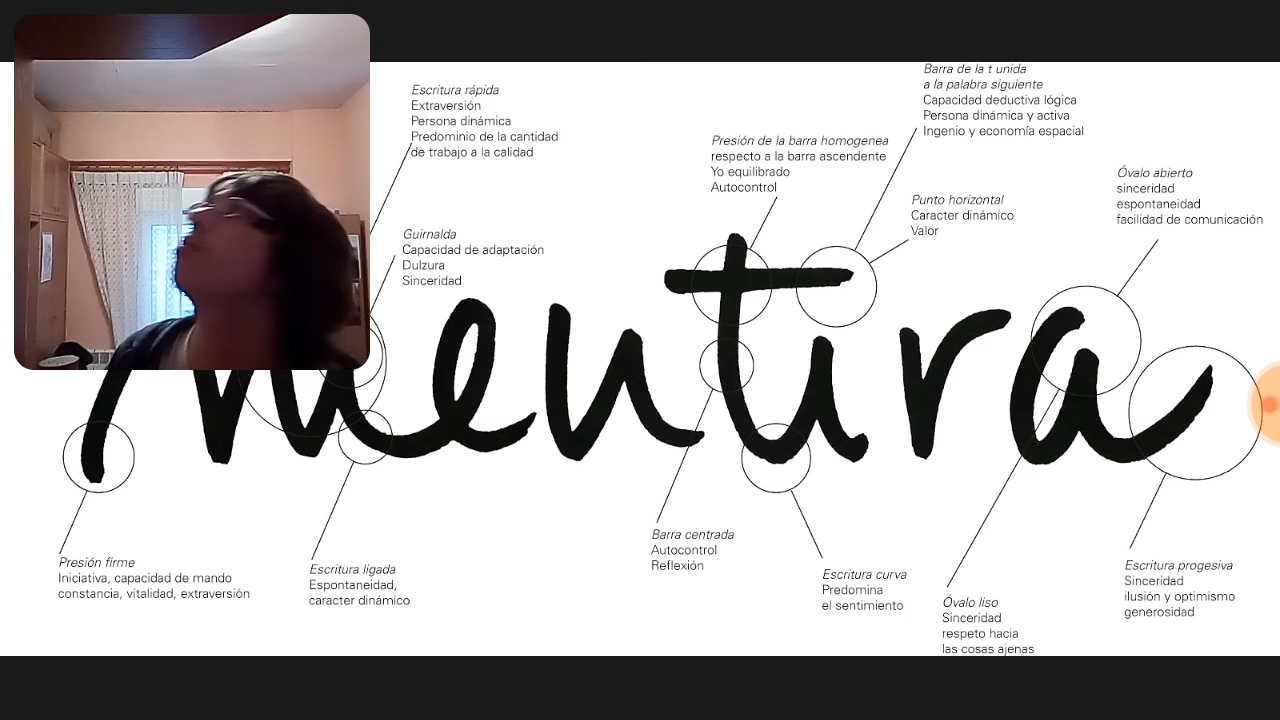 Escritura rápida
Extraversión
Persona dinámica
Predominio de la cantidad
de trabajo a la calidad
Guirnalda
Capacidad de adaptación
Dulzura
Sinceridad
Presión de la barra homogenea
respecto a la barra ascendente
Yo equilibrado
Autocontrol
Barra de la t unida
a la palabra siguiente
Capacidad deductiva lógica
Persona dinámica y activa
Ingenio y economía espacial
Punto horizontal
Caracter dinámico
Valor
Óvalo abierto
sinceridad
espontaneidad
facilidad de comunicación
mentira
Presión firme
Iniciativa, capacidad de mando
constancia, vitalidad, extraversión
Escritura ligada
Espontaneidad,
caracter dinámico
Barra centrada
Autocontrol
Reflexión
Escritura curva
Predomina
el sentimiento
Óvalo liso
Sinceridad
respeto hacia
las cosas ajenas
Escritura progesiva
Sinceridad
ilusión y optimismo
generosidad